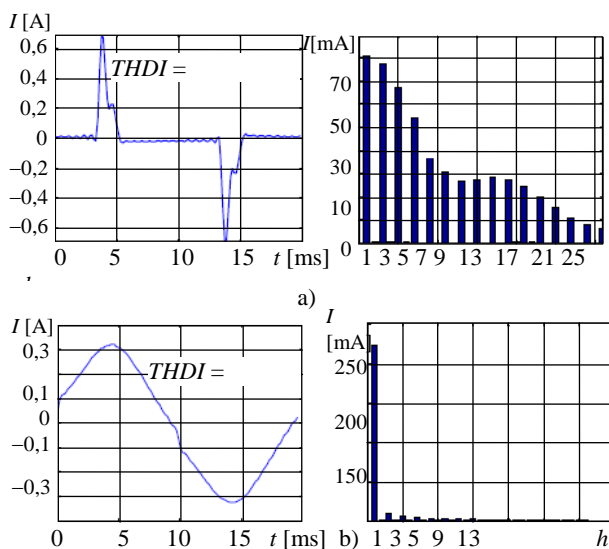 I [A]
0,6
0,4
0,2
0
−0,2
−0,4
−0,6
THDI =
0 5 10 15 t [ms]
I[mA]
70
50
30
10
0
1 3 5 7 9 13 17 21 25
a)
I [A]
0,3
0,1
0
−0,1
−0,3
THDI =
0 5 10 15 t [ms]
I
[mA]
250
200
150
b) 1 3 5 9 13 h